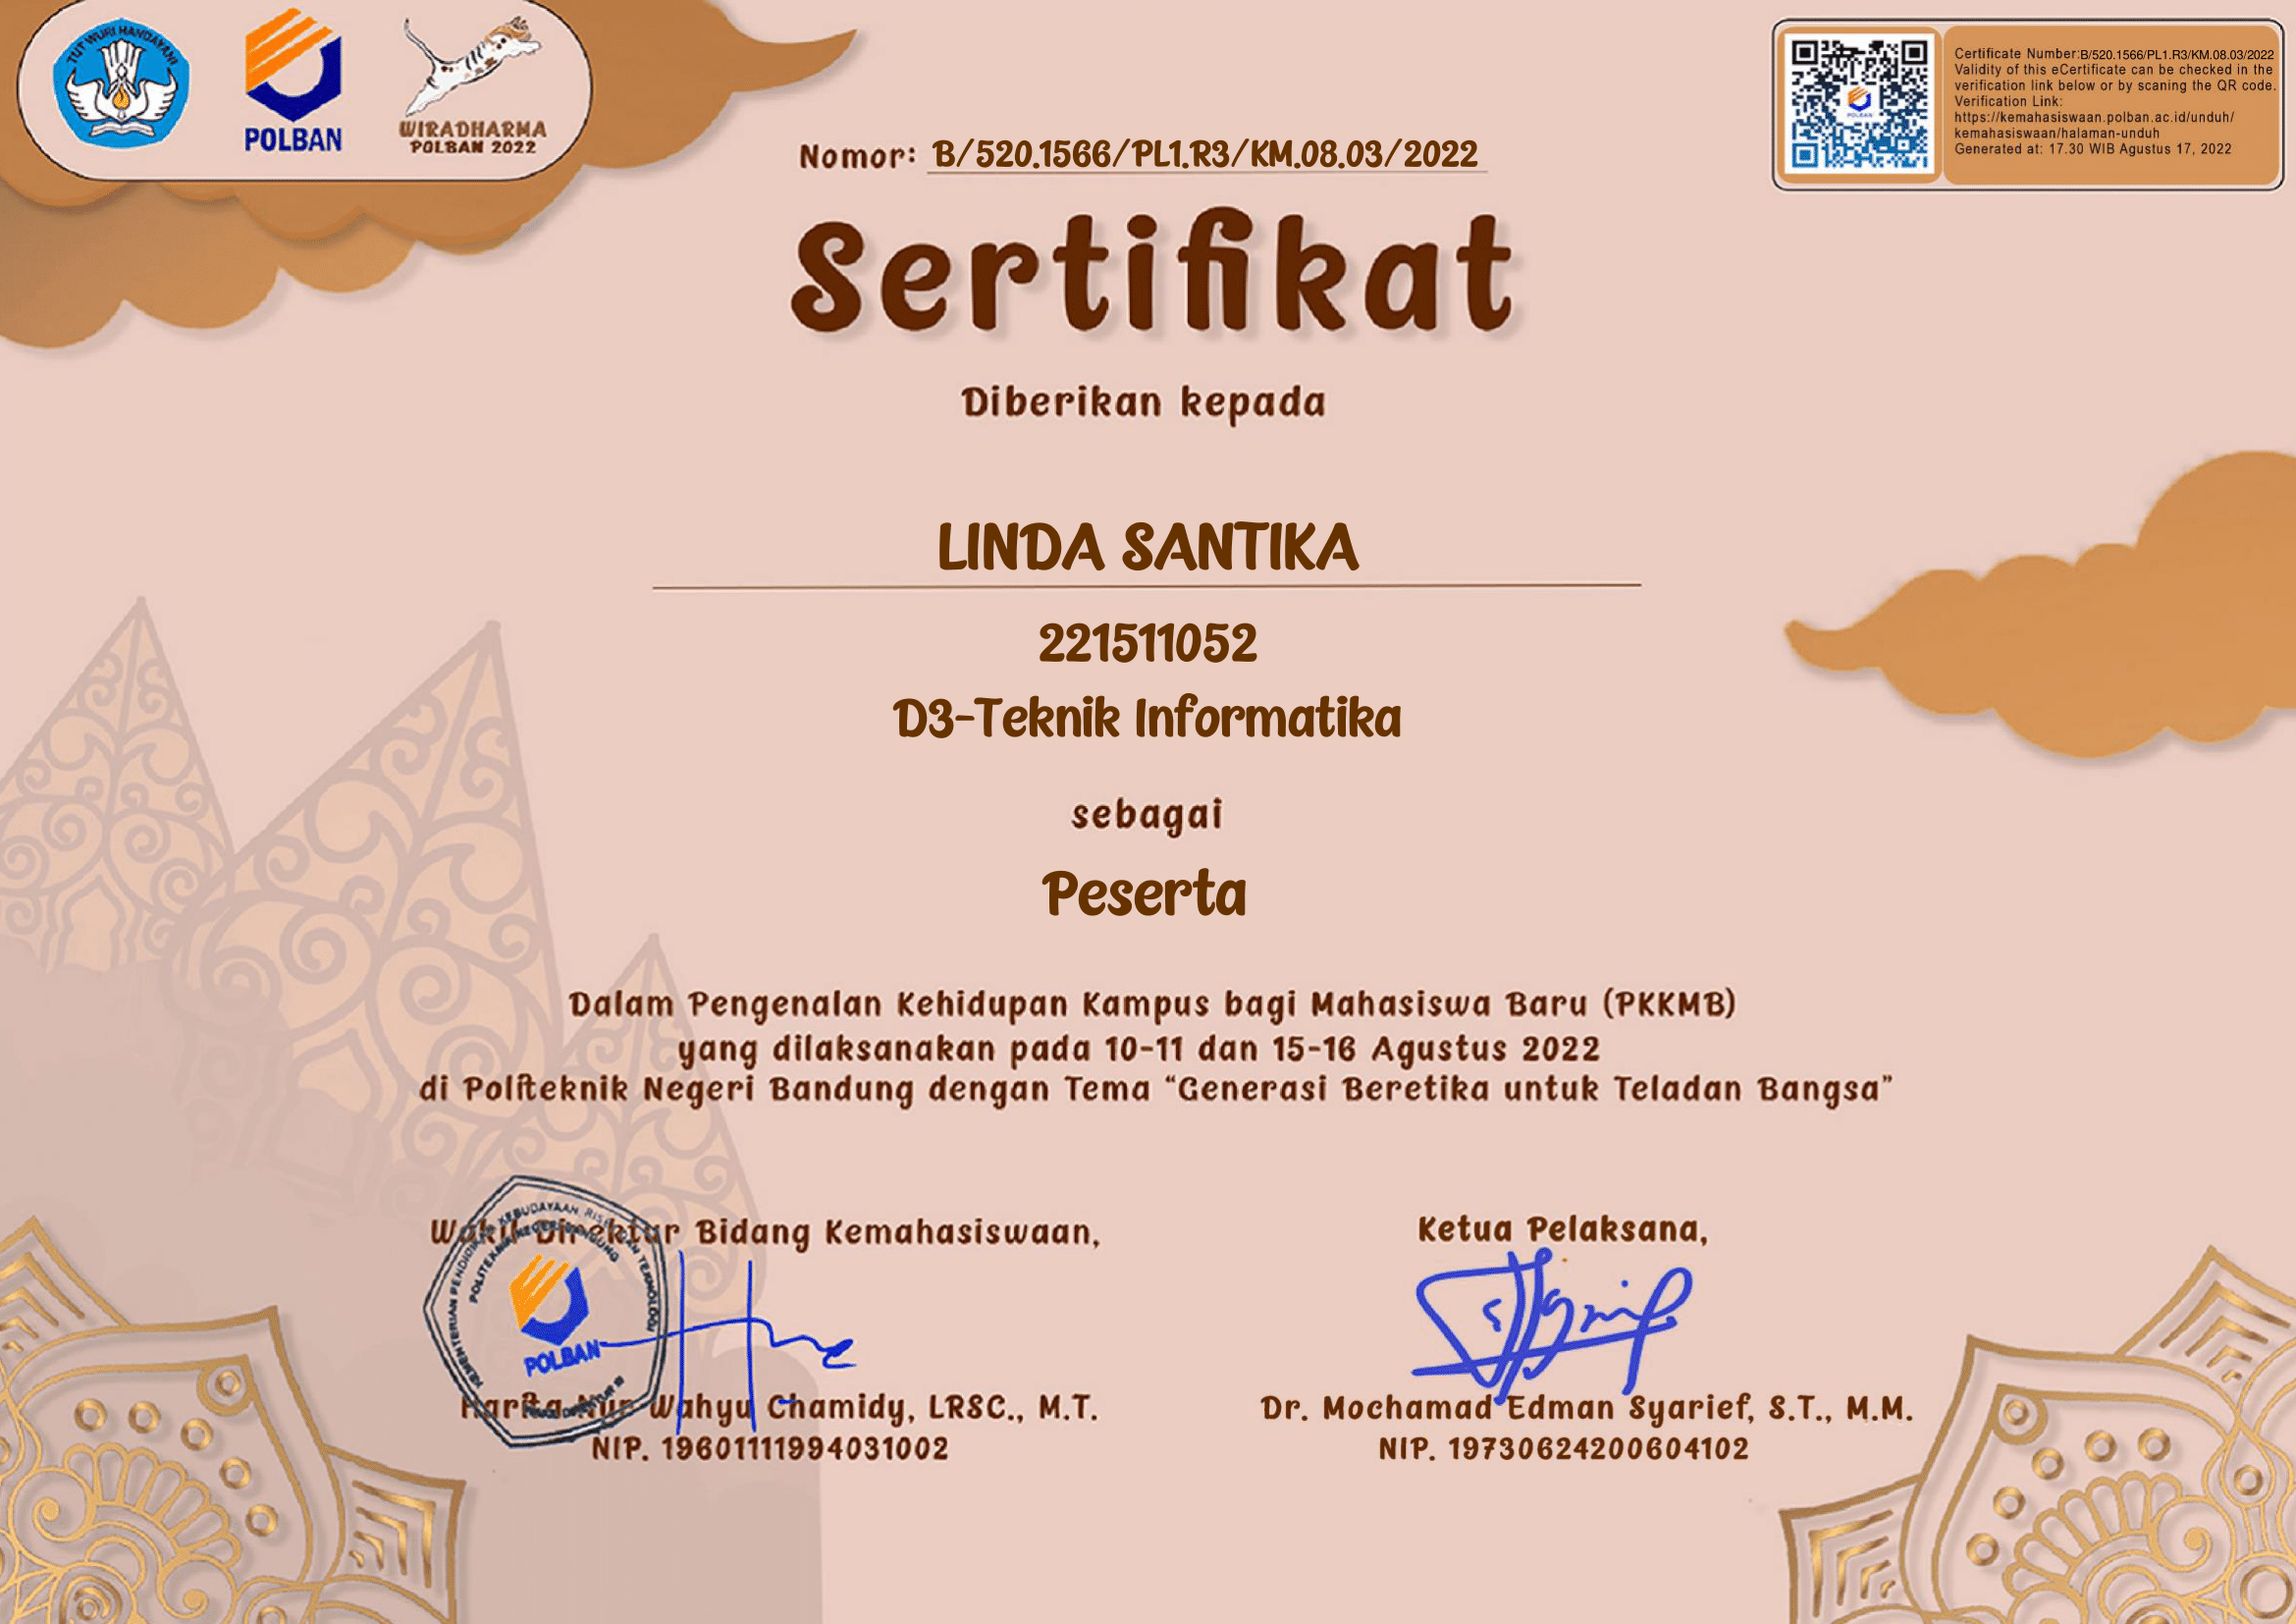 TUT WURI HANDAYANI
POLBAN
WIRADHARMA
POLBAN 2022
Certificate Number:B/520.1566/PL1.R3/KM.08.03/2022
Validity of this eCertificate can be checked in the
verification link below or by scaning the QR code.
Verification Link:
https://kemahasiswaan.polban.ac.id/unduh/
kemahasiswaan/halaman-unduh
Generated at: 17.30 WIB Agustus 17, 2022
POLBAN
Nomor: B/520.1566/PL1.R3/KM.08.03/2022
Sertifikat
Diberikan kepada
LINDA SANTIKA
221511052
D3-Teknik Informatika
sebagai
Peserta
Dalam Pengenalan Kehidupan Kampus bagi Mahasiswa Baru (PKKMB)
yang dilaksanakan pada 10-11 dan 15-16 Agustus 2022
di Politeknik Negeri Bandung dengan Tema “Generasi Beretika untuk Teladan Bangsa”
Wakil Direktur Bidang Kemahasiswaan,
POLITEKNIK NEGERI BANDUNG
POLBAN
Harita Nur Wahyu Chamidy, LRSC., M.T.
NIP. 19601111994031002
Ketua Pelaksana,
Dr. Mochamad Edman Syarief, S.T., M.M.
NIP. 19730624200604102